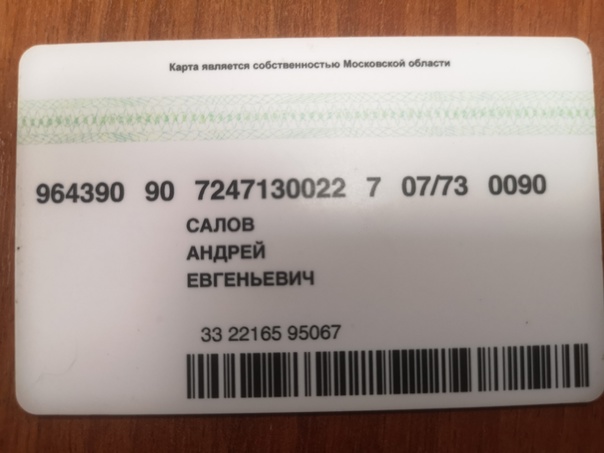 Карта является собственностью Московской области
964390 90 7247130022 7 07/73 0090
САЛОВ
АНДРЕЙ
ЕВГЕНЬЕВИЧ
33 22165 95067